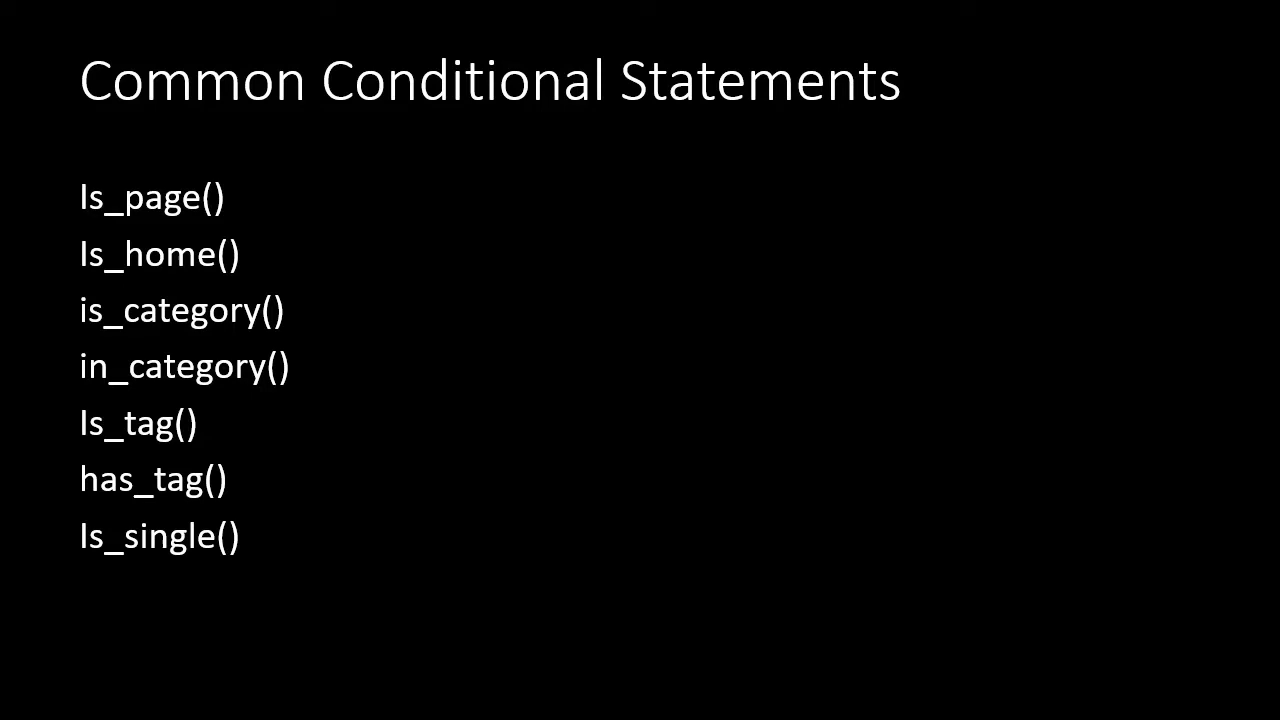 Common Conditional Statements
Is_page()
Is_home()
is_category()
in_category()
Is_tag()
has_tag()
Is_single()